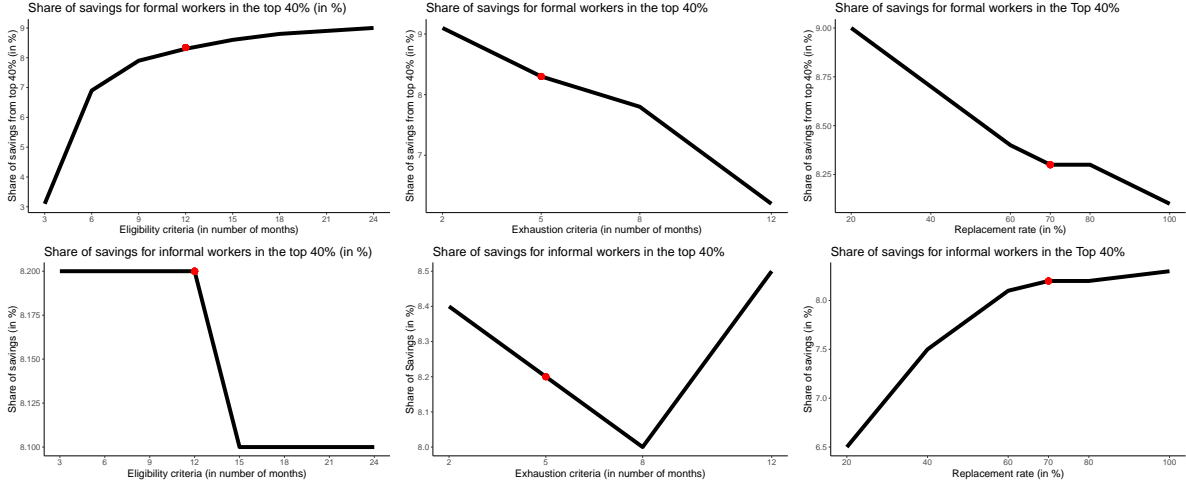 Share of savings for formal workers in the top 40% (in %)
Share of savings from top 40% (in %)
9
8
7
6
5
4
3
3 6 9 12 15 18 21 24
Eligibility criteria (in number of months)
Share of savings for formal workers in the top 40%
Share of savings from top 40% (in %)
9
8
7
2 5 8 12
Exhaustion criteria (in number of months)
Share of savings for formal workers in the Top 40%
Share of savings from top 40% (in %)
9.00
8.75
8.50
8.25
20 40 60 70 80 100
Replacement rate (in %)
Share of savings for informal workers in the top 40% (in %)
Share of savings (in %)
8.200
8.175
8.150
8.125
8.100
3 6 9 12 15 18 21 24
Eligibility criteria (in number of months)
Share of savings for informal workers in the top 40%
Share of Savings (in %)
8.5
8.4
8.3
8.2
8.1
8.0
2 5 8 12
Exhaustion criteria (in number of months)
Share of savings for informal workers in the Top 40%
Share of savings (in %)
8.0
7.5
7.0
6.5
20 40 60 70 80 100
Replacement rate (in %)